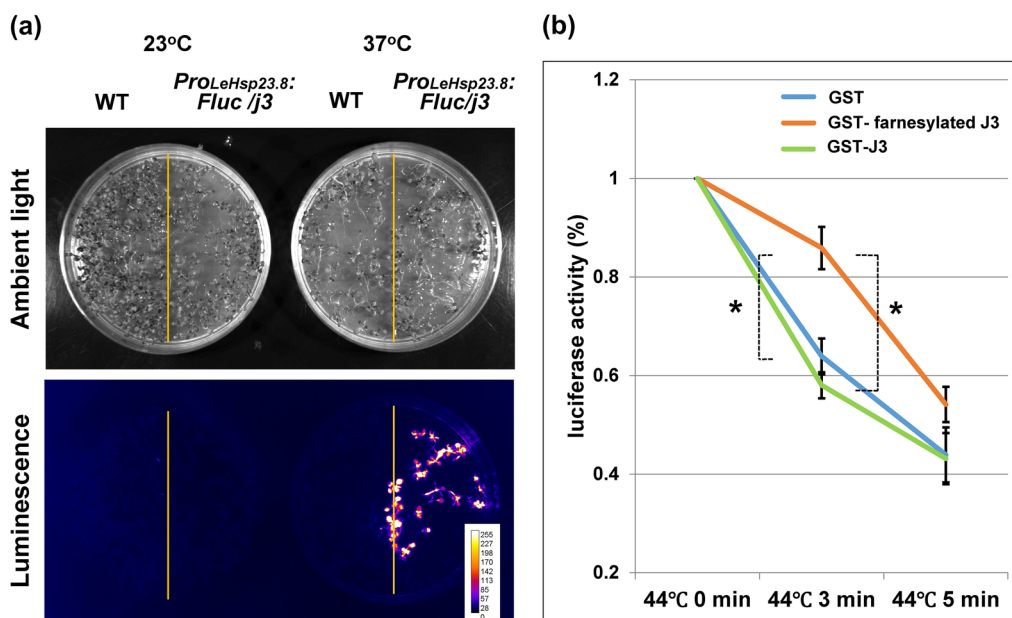 (a)
23°C
37°C
WT
ProLeHsp23.8:
Fluc /j3
WT
ProLeHsp23.8:
Fluc/j3
Ambient light
Luminescence
255
227
198
170
142
113
85
57
28
0
(b)
1.2
1
0.8
0.6
0.4
0.2
luciferase activity (%)
GST
GST- farnesylated J3
GST-J3
*
*
44℃ 0 min
44℃ 3 min
44℃ 5 min